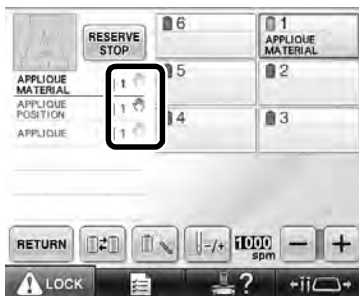 RESERVE
STOP
6
1
APPLIQUE
MATERIAL
APPLIQUE
MATERIAL
1
5
2
APPLIQUE
POSITION
1
APPLIQUE
1
4
3
RETURN
-/+
1000
spm
-
+
LOCK
?